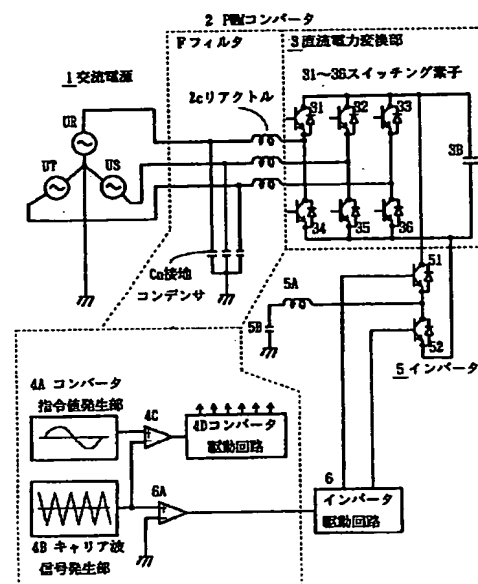 2 PWMコンバータ
Fフィルタ
3直流電力変換部
1交流電源
31〜36スイッチング素子
2cリアクトル
31
32
33
UR
UT
US
3B
34
35
36
Cn接地
コンデンサ
51
5A
5B
52
5インバータ
4A コンバータ
指令値発生部
4C
4Dコンバータ
駆動回路
6A
6
インバータ
駆動回路
4B キャリア波
信号発生部